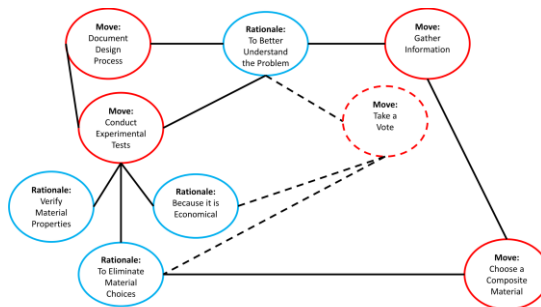 Move:
Document
Design
Process
Rationale:
To Better
Understand
the Problem
Move:
Gather
Information
Move:
Conduct
Experimental
Tests
Move:
Take a
Vote
Rationale:
Verify
Material
Properties
Rationale:
Because it is
Economical
Rationale:
To Eliminate
Material
Choices
Move:
Choose a
Composite
Material